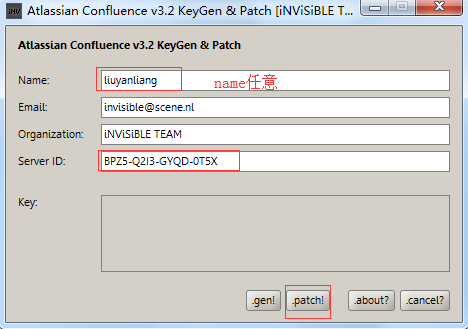 iNV Atlassian Confluence v3.2 KeyGen & Patch [iNViSiBLE T...
Atlassian Confluence v3.2 KeyGen & Patch
Name: liuyanliang name任意
Email: invisible@scene.nl
Organization: iNViSiBLE TEAM
Server ID: BPZ5-Q2I3-GYQD-0T5X
Key:
.gen! .patch! .about? .cancel?